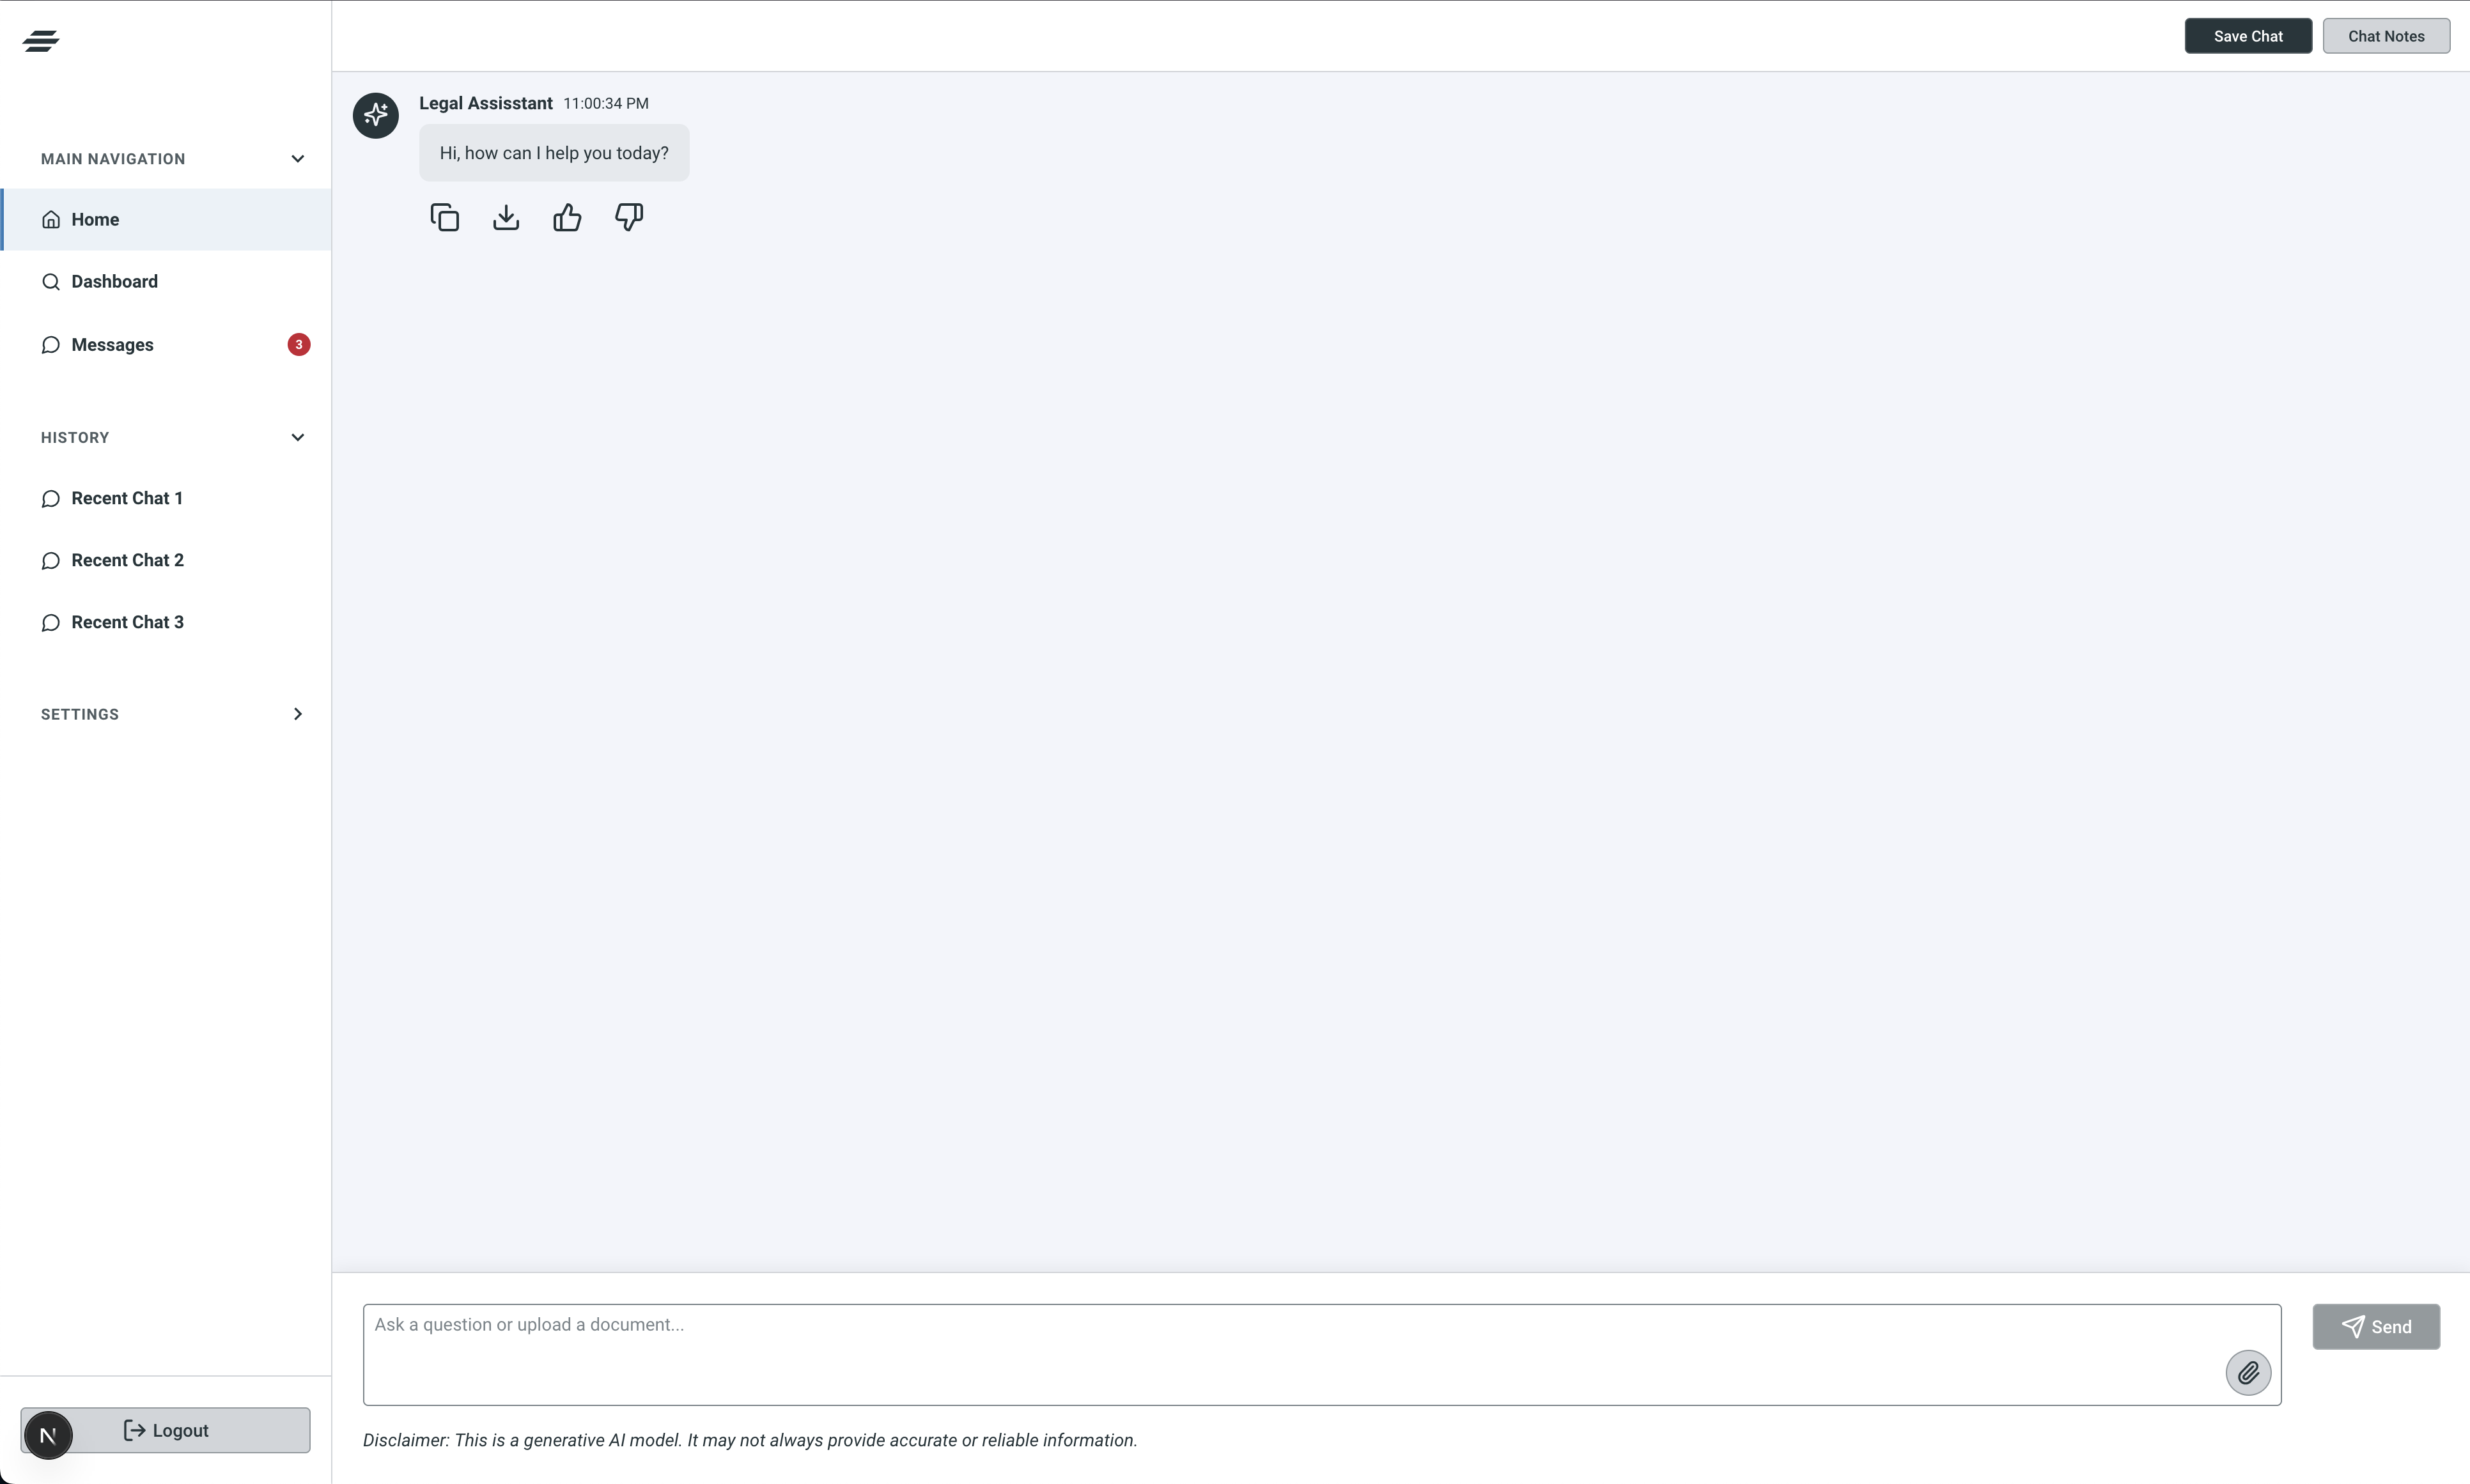 Save Chat
Chat Notes
MAIN NAVIGATION
Home
Dashboard
Messages
3
HISTORY
Recent Chat 1
Recent Chat 2
Recent Chat 3
SETTINGS
N
Logout
Legal Assisstant 11:00:34 PM
Hi, how can I help you today?
Ask a question or upload a document...
Send
Disclaimer: This is a generative AI model. It may not always provide accurate or reliable information.